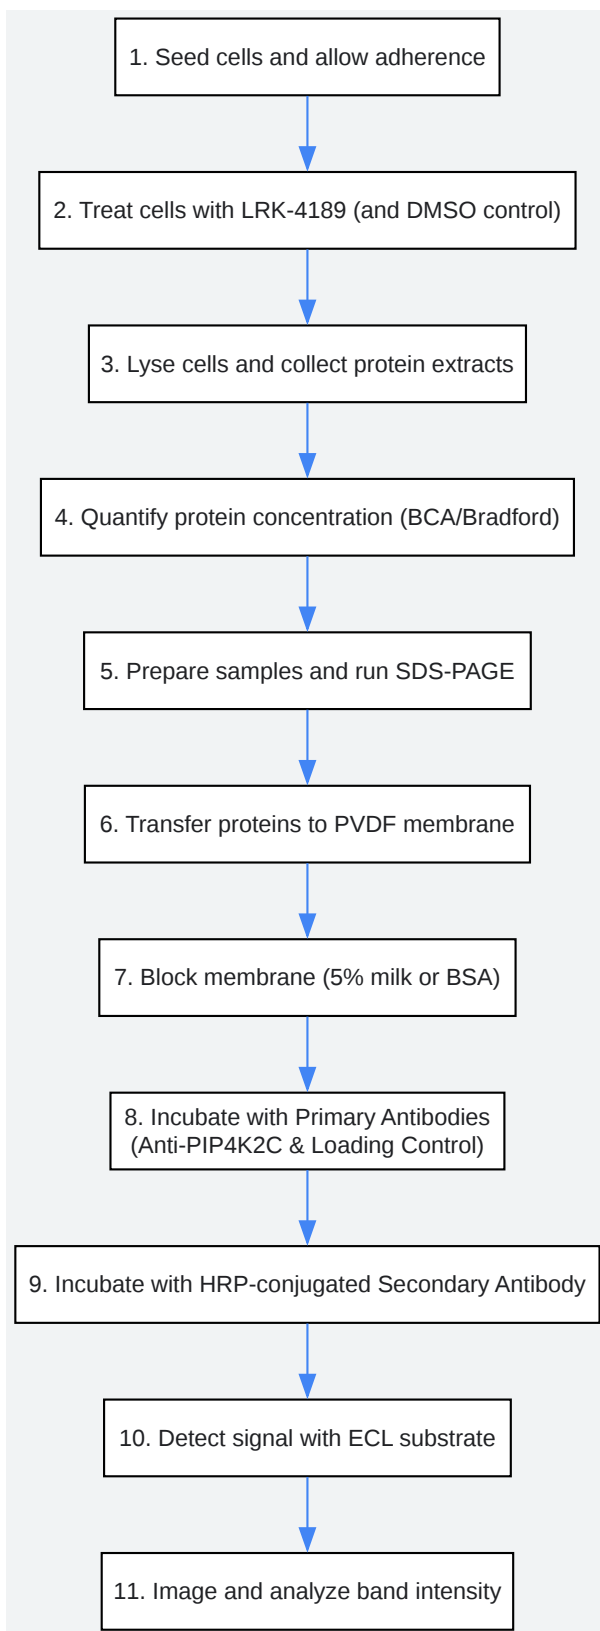 1. Seed cells and allow adherence
2. Treat cells with LRK-4189 (and DMSO control)
3. Lyse cells and collect protein extracts
4. Quantify protein concentration (BCA/Bradford)
5. Prepare samples and run SDS-PAGE
6. Transfer proteins to PVDF membrane
7. Block membrane (5% milk or BSA)
8. Incubate with Primary Antibodies
(Anti-PIP4K2C & Loading Control)
9. Incubate with HRP-conjugated Secondary Antibody
10. Detect signal with ECL substrate
11. Image and analyze band intensity